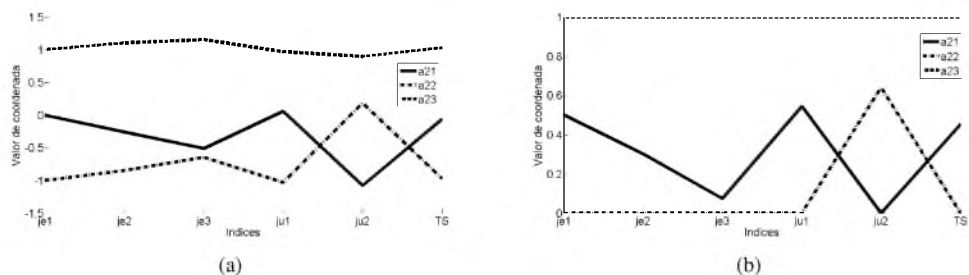 1.5
1
0.5
0
-0.5
-1
-1.5
Valor de coordenada
je1 je2 je3 ju1 ju2 TS
Indices
a21
a22
a23
(a)
1
0.8
0.6
0.4
0.2
0
Valor de coordenada
je1 je2 je3 ju1 ju2 TS
Indices
a21
a22
a23
(b)